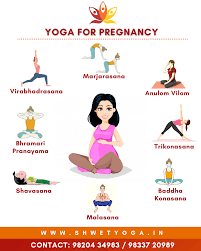 YOGA FOR PREGNANCY
Marjarasana
Virabhadrasana
Anulom Vilom
Bhramari
Pranayama
Trikonasana
Shavasana
Baddha
Konasana
Malasana
WWW.SHWETYOGA.IN
CONTACT: 98204 34983 / 98337 20989